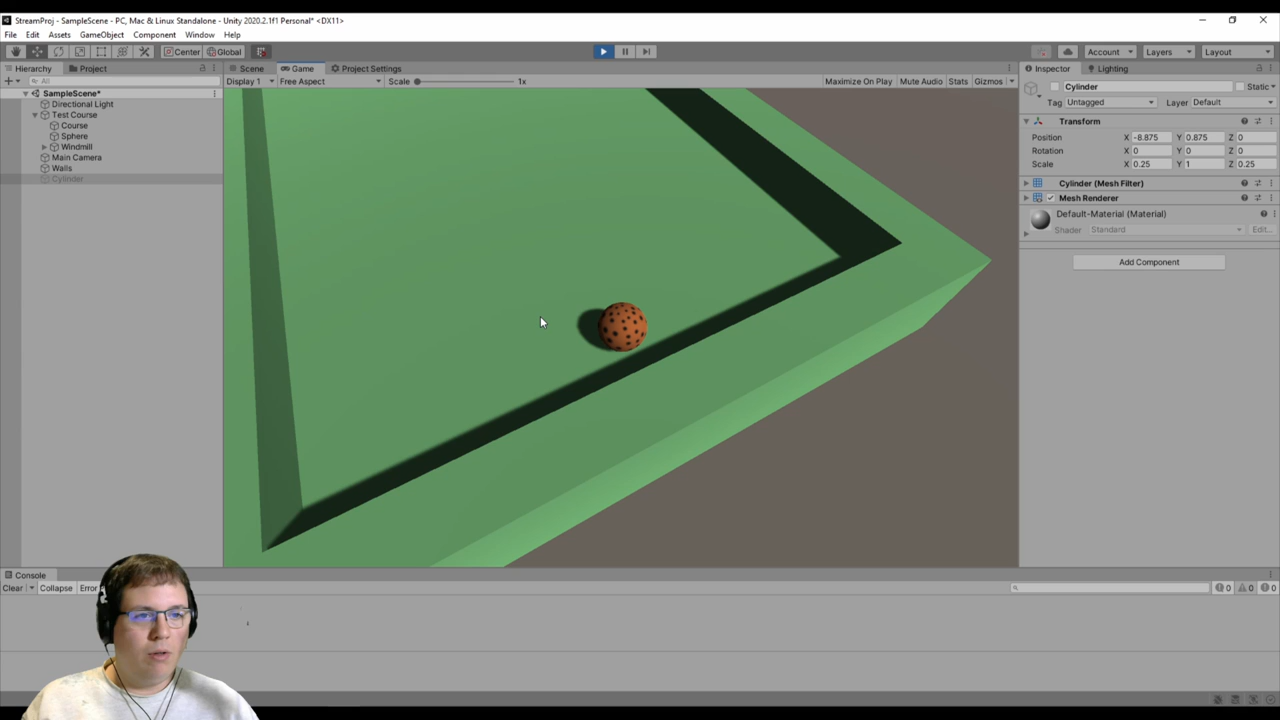 StreamProj - SampleScene - PC, Mac & Linux Standalone - Unity 2020.2.1f1 Personal* <DX11>
File Edit Assets GameObject Component Window Help
Center Global Account Layers Layout
Hierarchy Project Scene Game Project Settings Inspector Lighting
All Display 1 Free Aspect Scale 1x Maximize On Play Mute Audio Stats Gizmos
Cylinder Static
Tag Untagged Layer Default
SampleScene*
Directional Light
Test Course
Course
Sphere
Windmill
Main Camera
Walls
Cylinder
Transform
Position X -8.875 Y 0.875 Z 0
Rotation X 0 Y 0 Z 0
Scale X 0.25 Y 1 Z 0.25
Cylinder (Mesh Filter)
Mesh Renderer
Default-Material (Material)
Shader Standard Edit...
Add Component
Console
Clear Collapse Error 0 0 0